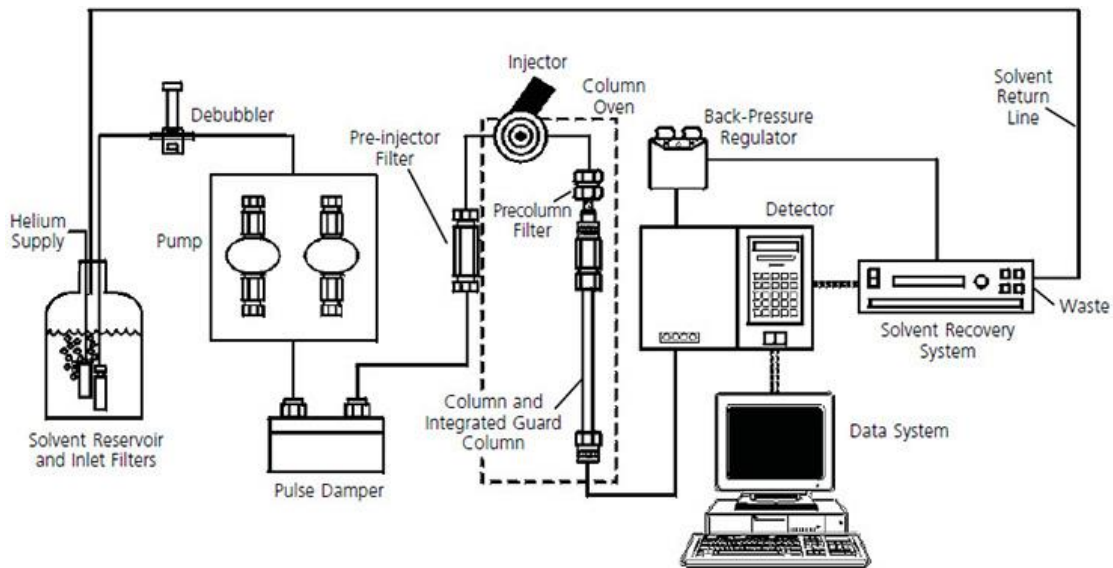 Injector
Column
Oven
Solvent
Return
Line
Debubbler
Back-Pressure
Regulator
Pre-injector
Filter
Helium
Supply
Pump
Precolumn
Filter
Detector
Waste
Solvent Recovery
System
Column and
Integrated Guard
Column
Data System
Solvent Reservoir
and Inlet Filters
Pulse Damper